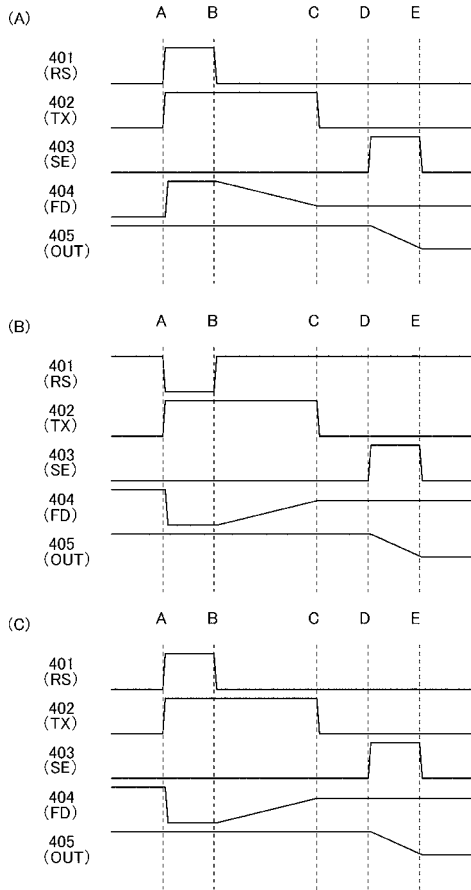 (A)
A B C D E
401
(RS)
402
(TX)
403
(SE)
404
(FD)
405
(OUT)
(B)
A B C D E
401
(RS)
402
(TX)
403
(SE)
404
(FD)
405
(OUT)
(C)
A B C D E
401
(RS)
402
(TX)
403
(SE)
404
(FD)
405
(OUT)